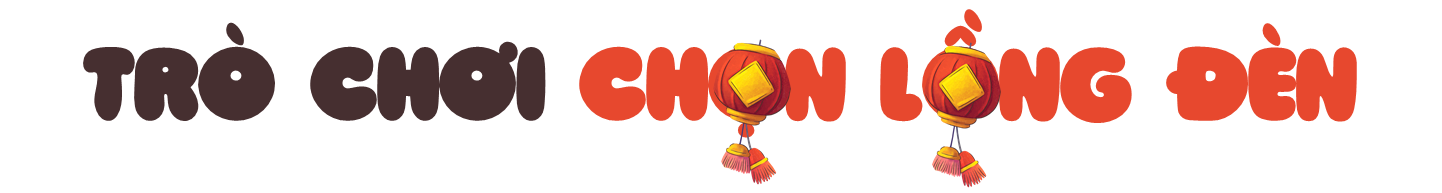 TRÒ CHƠI CHỌN LỒNG ĐÈN